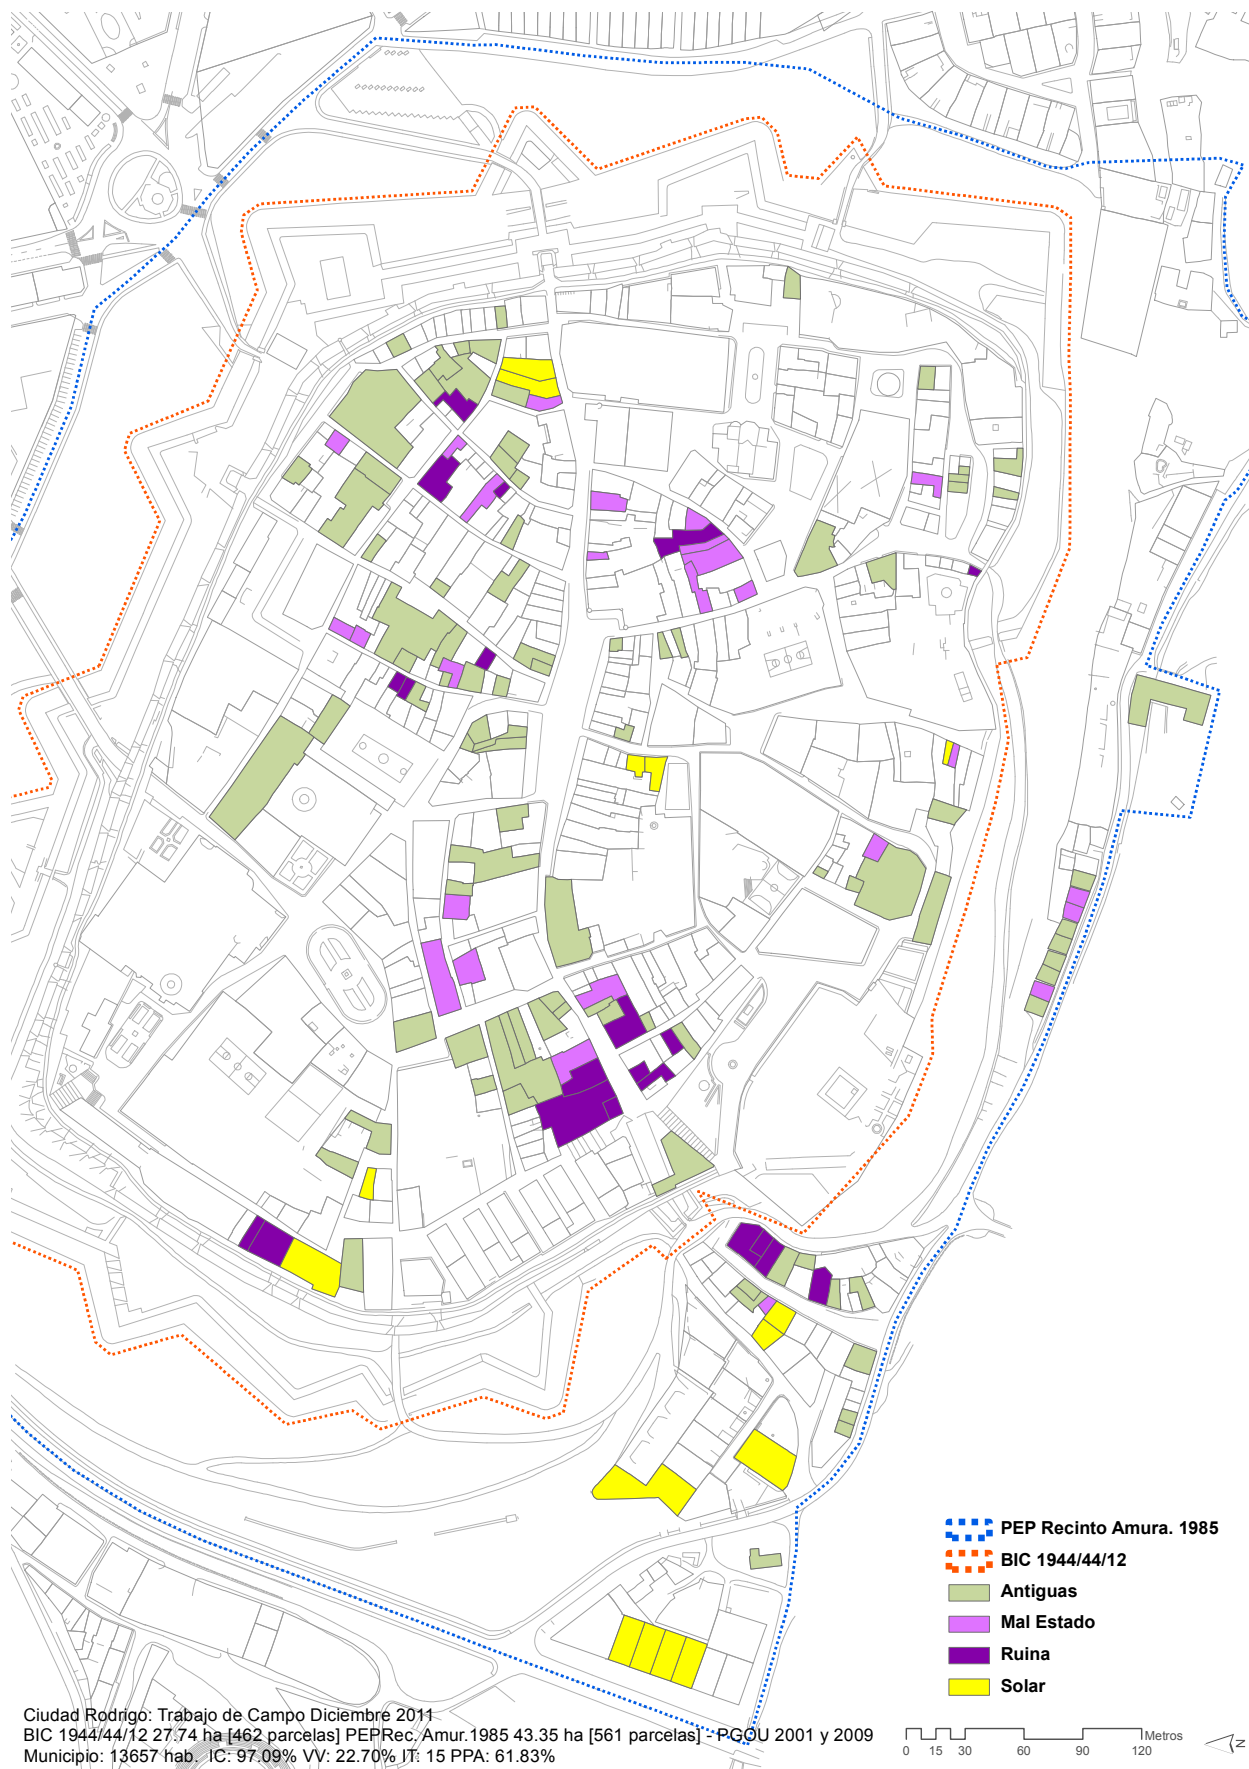 PEP Recinto Amura. 1985
BIC 1944/44/12
Antiguas
Mal Estado
Ruina
Solar
Ciudad Rodrigo: Trabajo de Campo Diciembre 2011
BIC 1944/44/12 27.74 ha [462 parcelas] PEP Rec. Amur.1985 43.35 ha [561 parcelas] - PGOU 2001 y 2009
Municipio: 13657 hab. IC: 97.09% VV: 22.70% IT: 15 PPA: 61.83%
Metros
0 15 30 60 90 120
N